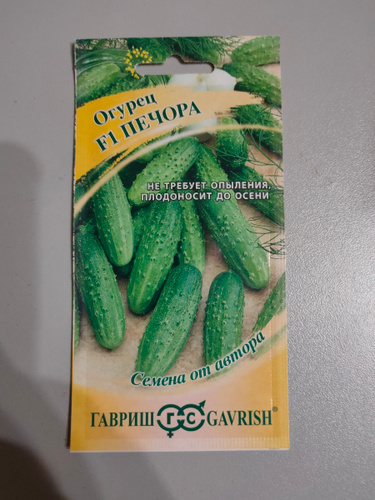 Огурец
F1 ПЕЧОРА
НЕ ТРЕБУЕТ ОПЫЛЕНИЯ,
ПЛОДОНОСИТ ДО ОСЕНИ
Семена от автора
ГАВРИШ Г С GAVRISH®